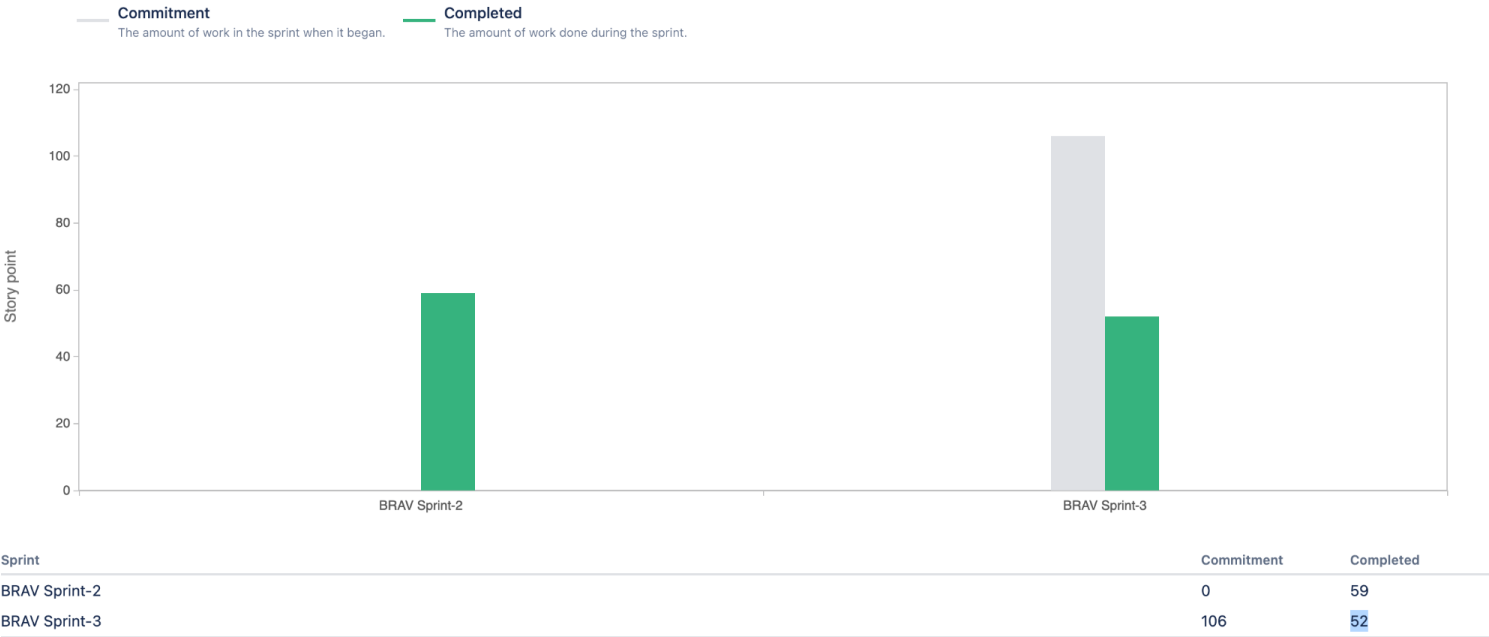 Commitment Completed
The amount of work in the sprint when it began. The amount of work done during the sprint.
120
100
80
60
40
20
0
Story point
BRAV Sprint-2 BRAV Sprint-3
Sprint Commitment Completed
BRAV Sprint-2 0 59
BRAV Sprint-3 106 52